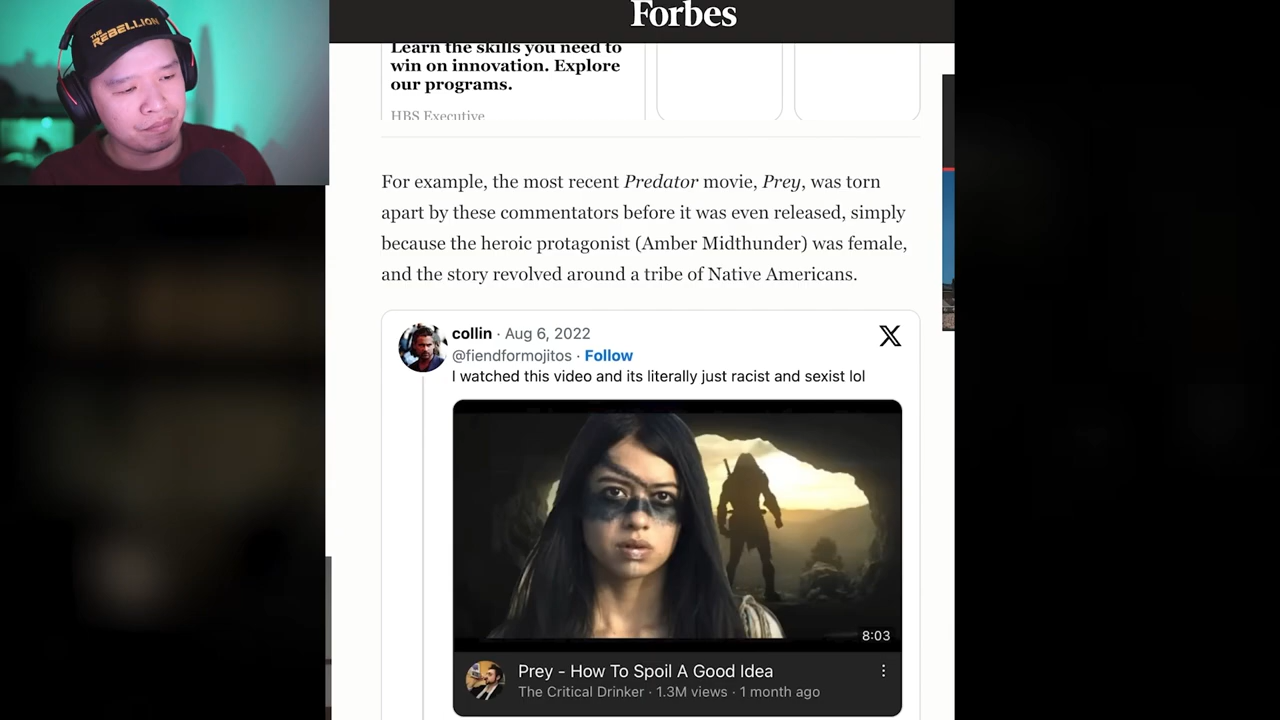 THE
REBELLION
Forbes
Learn the skills you need to
win on innovation. Explore
our programs.
HBS Executive
For example, the most recent Predator movie, Prey, was torn
apart by these commentators before it was even released, simply
because the heroic protagonist (Amber Midthunder) was female,
and the story revolved around a tribe of Native Americans.
collin · Aug 6, 2022
@fiendformojitos · Follow
I watched this video and its literally just racist and sexist lol
8:03
Prey - How To Spoil A Good Idea
The Critical Drinker · 1.3M views · 1 month ago